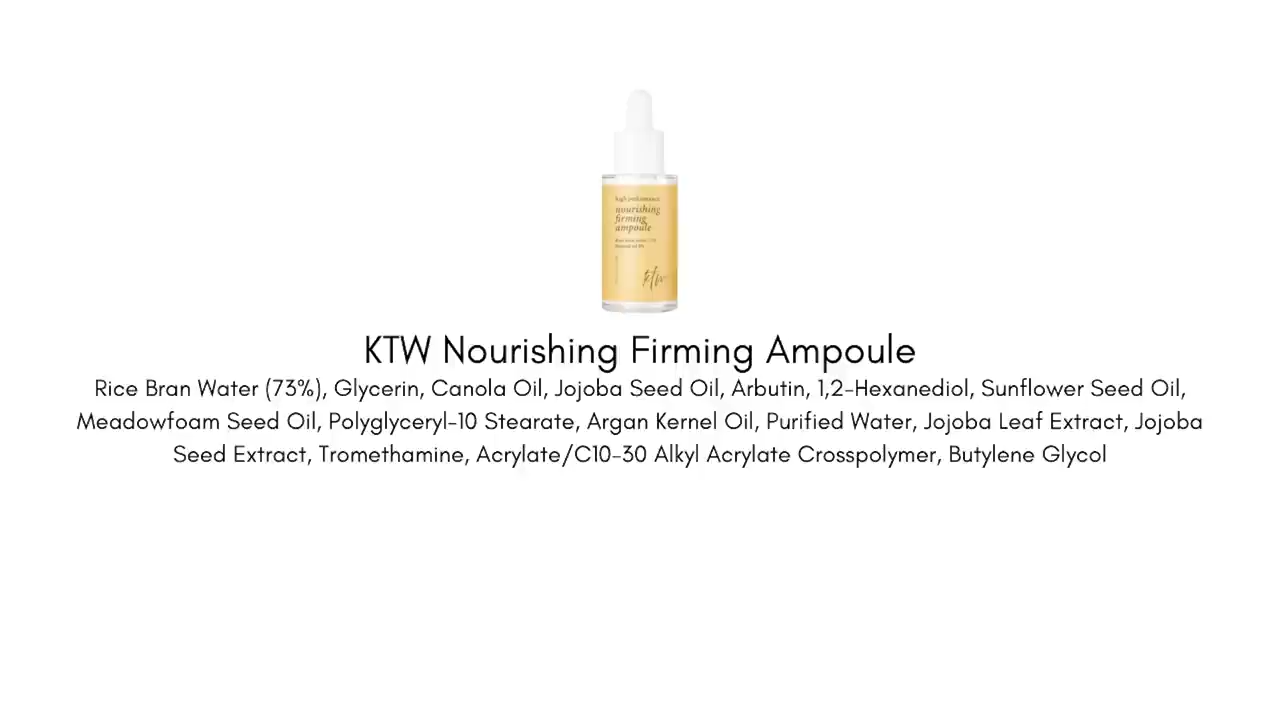 nourishing
firming
ampoule
ktw
KTW Nourishing Firming Ampoule
Rice Bran Water (73%), Glycerin, Canola Oil, Jojoba Seed Oil, Arbutin, 1,2-Hexanediol, Sunflower Seed Oil,
Meadowfoam Seed Oil, Polyglyceryl-10 Stearate, Argan Kernel Oil, Purified Water, Jojoba Leaf Extract, Jojoba
Seed Extract, Tromethamine, Acrylate/C10-30 Alkyl Acrylate Crosspolymer, Butylene Glycol